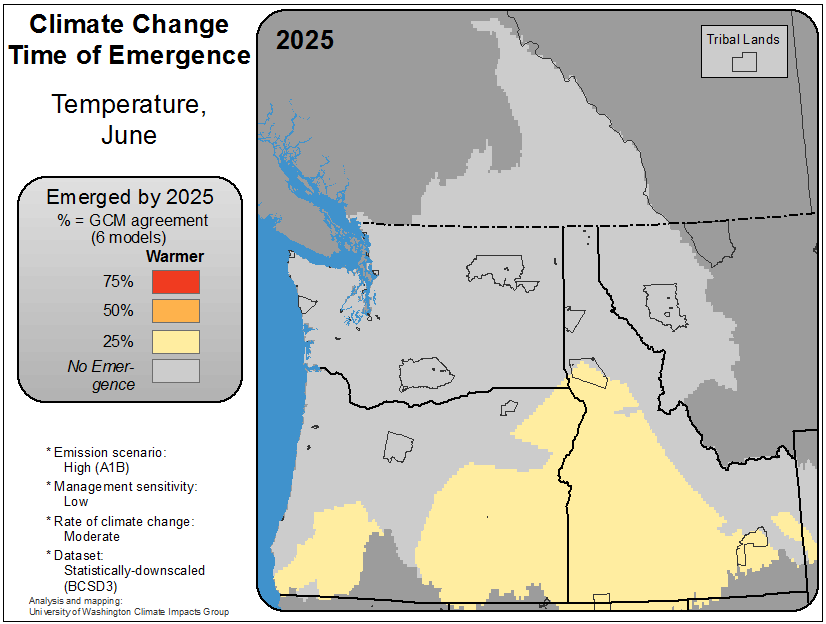 Climate Change
Time of Emergence
Temperature,
June
Emerged by 2025
% = GCM agreement
(6 models)
Warmer
75%
50%
25%
No Emer-
gence
* Emission scenario:
High (A1B)
* Management sensitivity:
Low
* Rate of climate change:
Moderate
* Dataset:
Statistically-downscaled
(BCSD3)
Analysis and mapping:
University of Washington Climate Impacts Group
2025
Tribal Lands